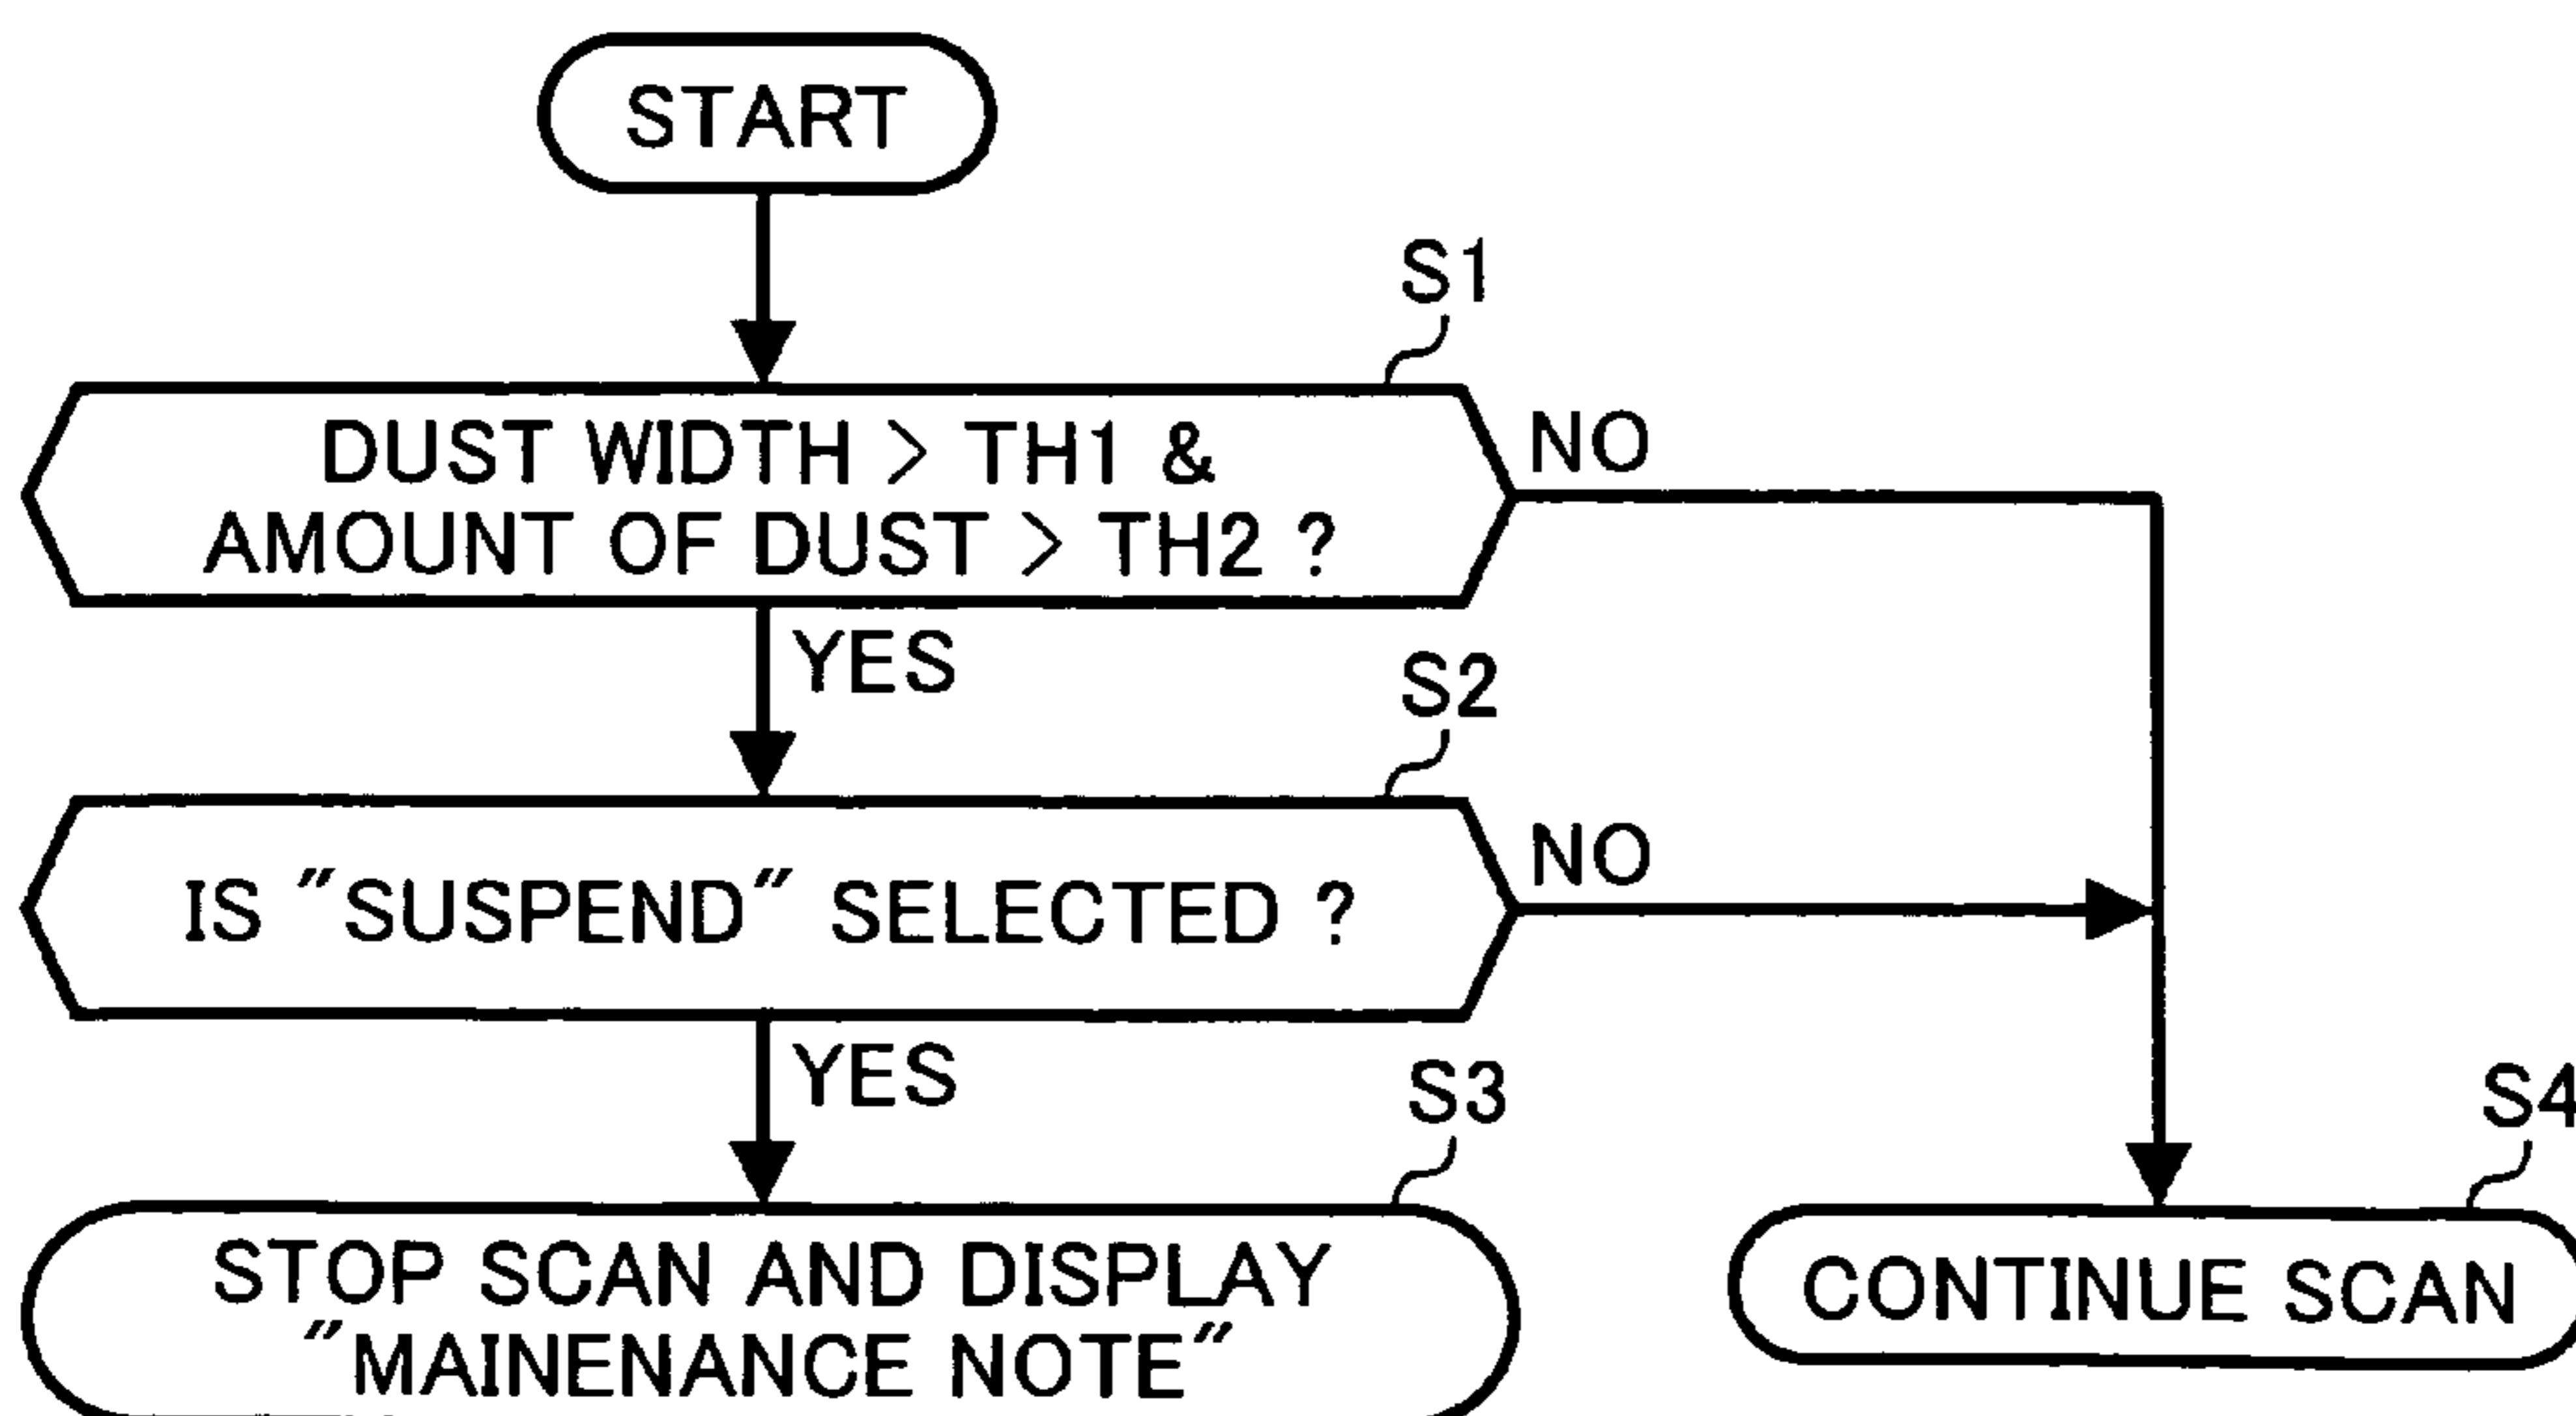 START
S1
DUST WIDTH > TH1 &
AMOUNT OF DUST > TH2 ?
NO
YES
S2
IS "SUSPEND" SELECTED ?
NO
YES
S3
STOP SCAN AND DISPLAY
"MAINENANCE NOTE"
S4
CONTINUE SCAN